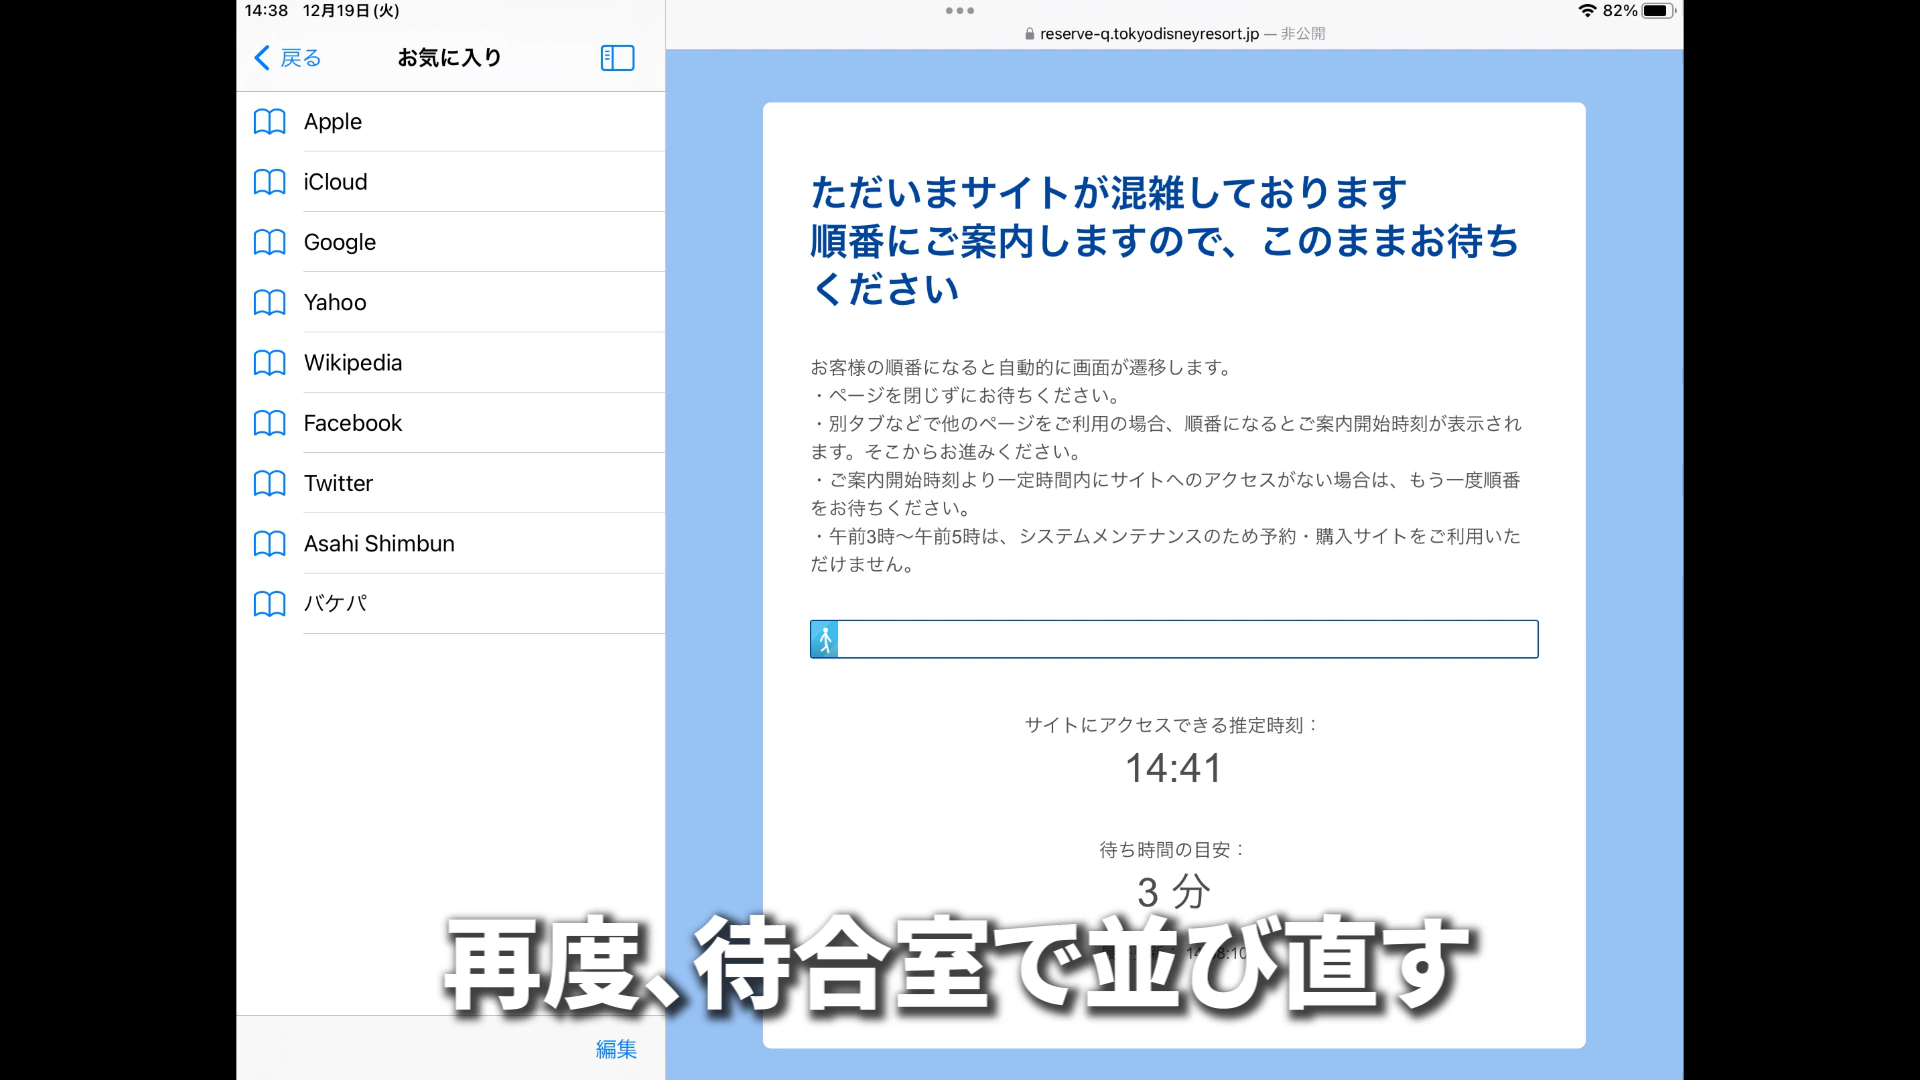 14:38 12月19日(火)
82%
reserve-q.tokyodisneyresort.jp — 非公開
戻る
お気に入り
Apple
iCloud
Google
Yahoo
Wikipedia
Facebook
Twitter
Asahi Shimbun
バケパ
編集
ただいまサイトが混雑しております
順番にご案内しますので、このままお待ち
ください
お客様の順番になると自動的に画面が遷移します。
・ページを閉じずにお待ちください。
・別タブなどで他のページをご利用の場合、順番になるとご案内開始時刻が表示され
ます。そこからお進みください。
・ご案内開始時刻より一定時間内にサイトへのアクセスがない場合は、もう一度順番
をお待ちください。
・午前3時〜午前5時は、システムメンテナンスのため予約・購入サイトをご利用いた
だけません。
サイトにアクセスできる推定時刻：
14:41
待ち時間の目安：
3 分
再度、待合室で並び直す